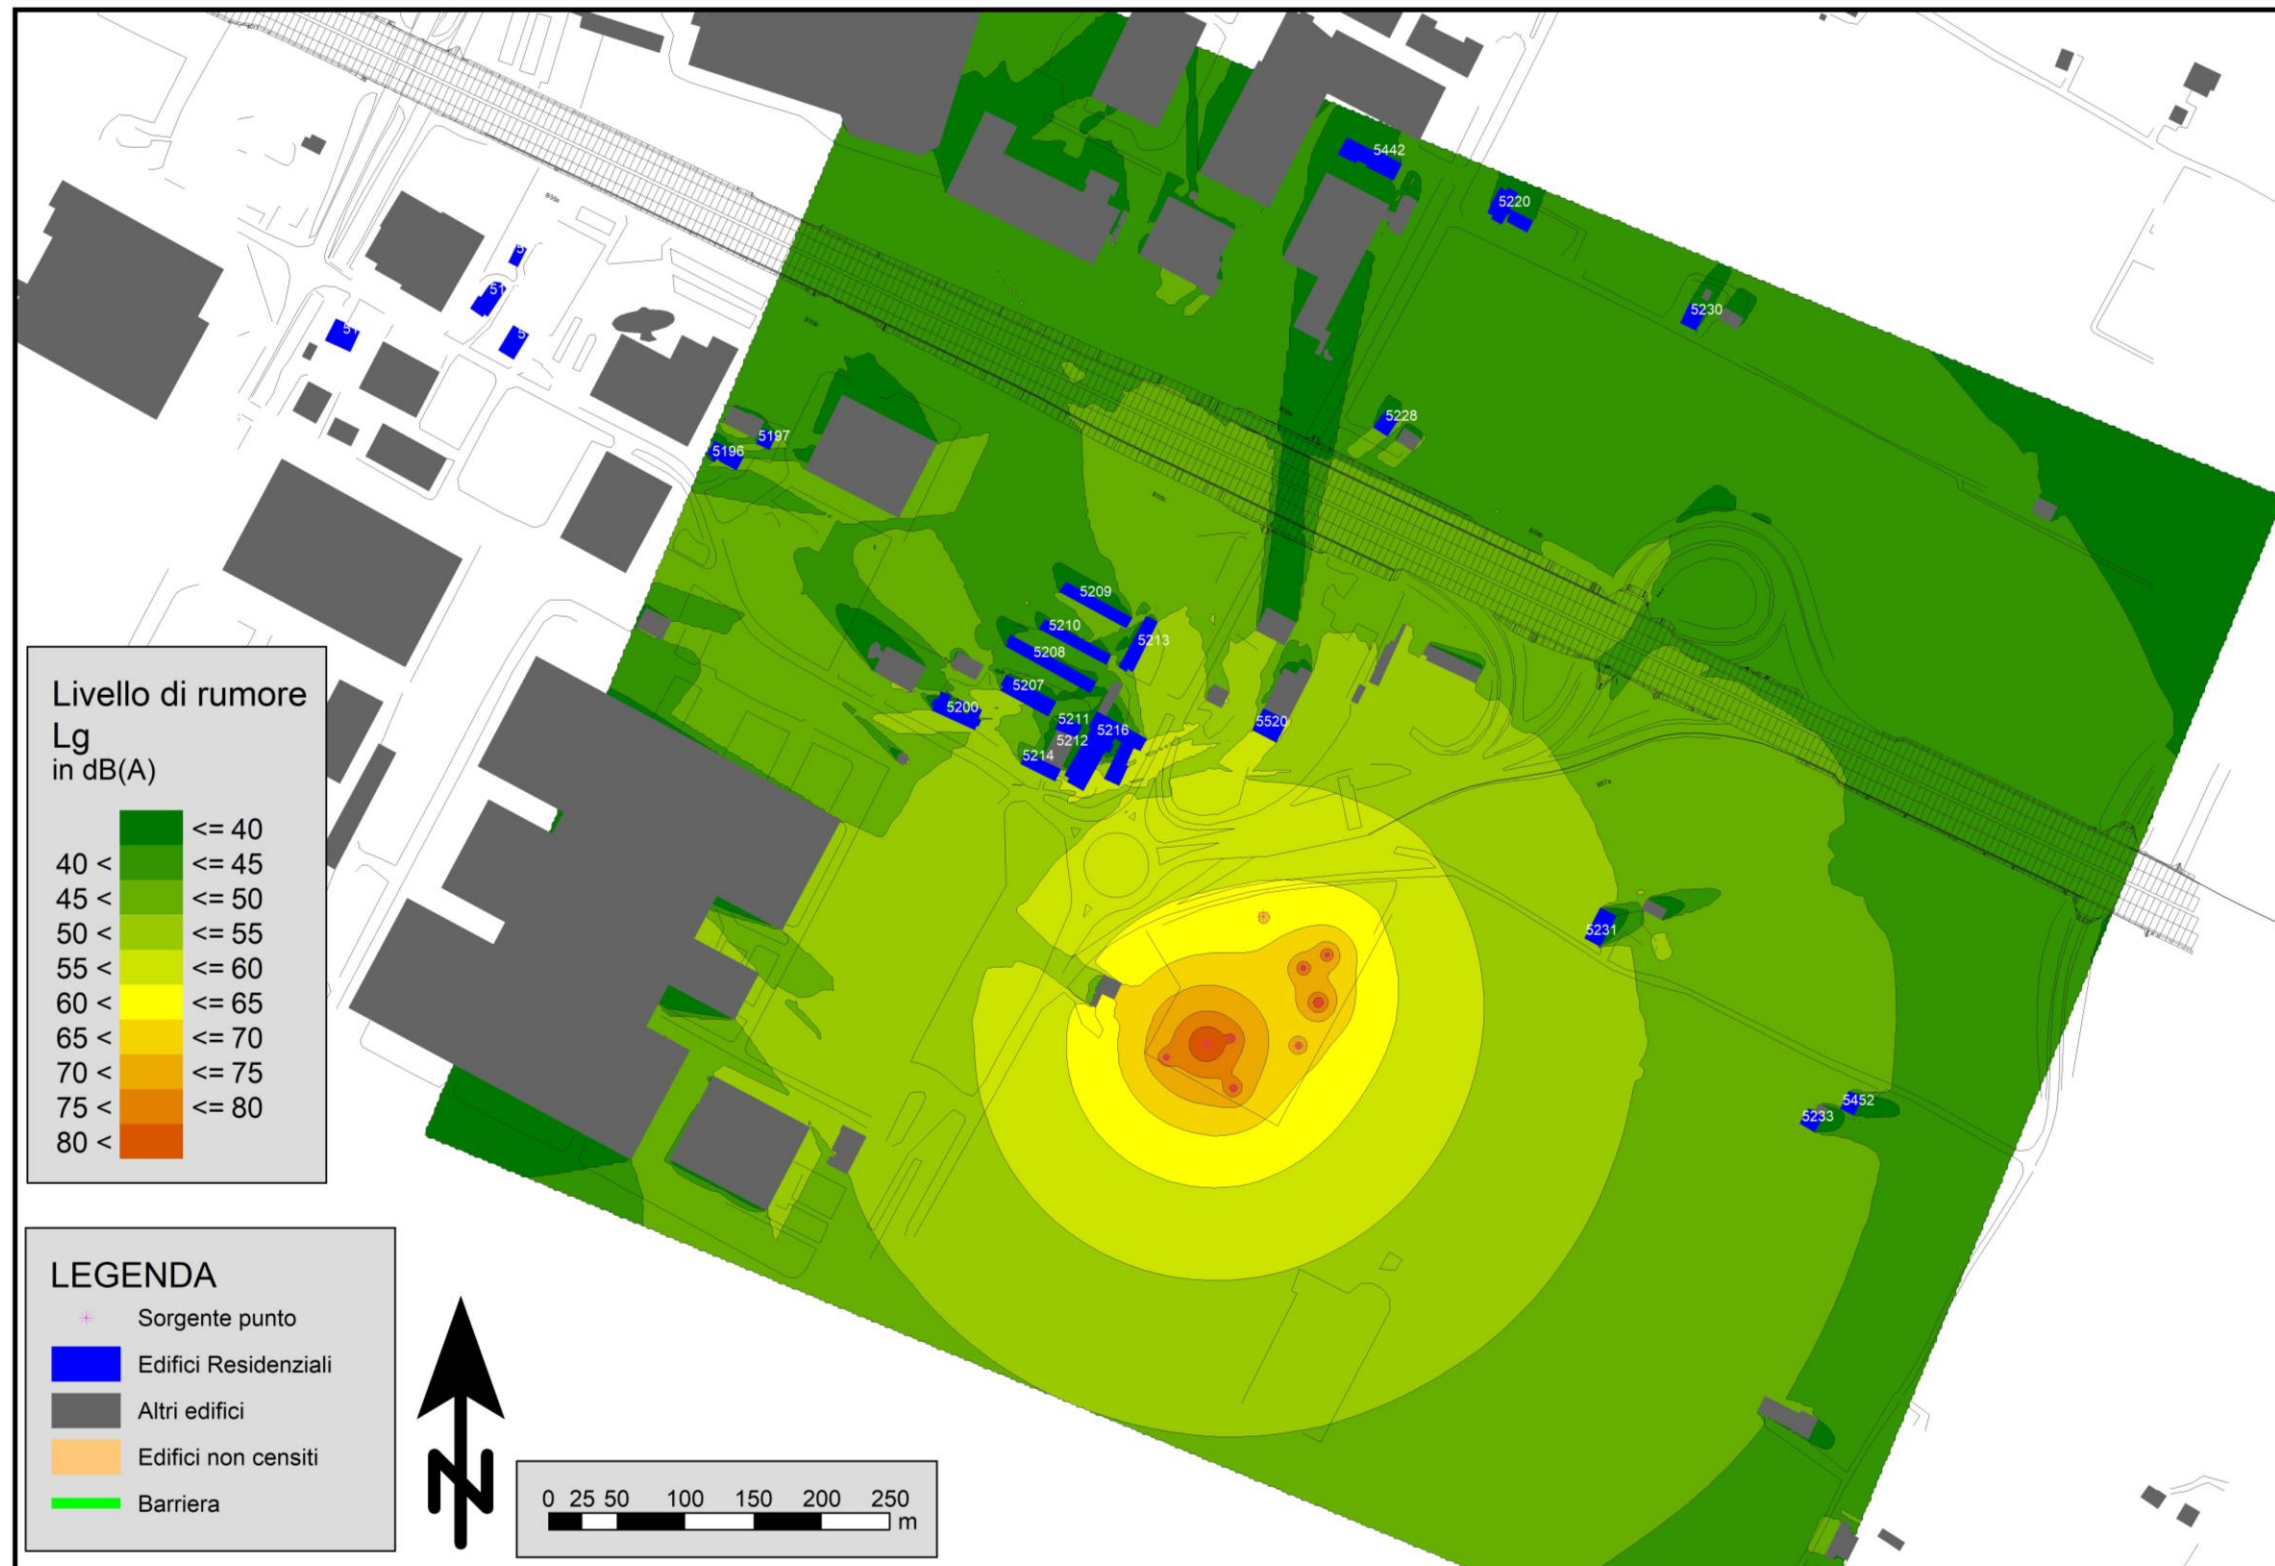 5442
5220
5230
5228
5197
5196
5209
5210
5213
5208
5207
5200
5211
5216
5212
5214
5520
5231
5452
5233
Livello di rumore
Lg
in dB(A)
<= 40
40 < <= 45
45 < <= 50
50 < <= 55
55 < <= 60
60 < <= 65
65 < <= 70
70 < <= 75
75 < <= 80
80 <
LEGENDA
Sorgente punto
Edifici Residenziali
Altri edifici
Edifici non censiti
Barriera
N
0 25 50 100 150 200 250
m